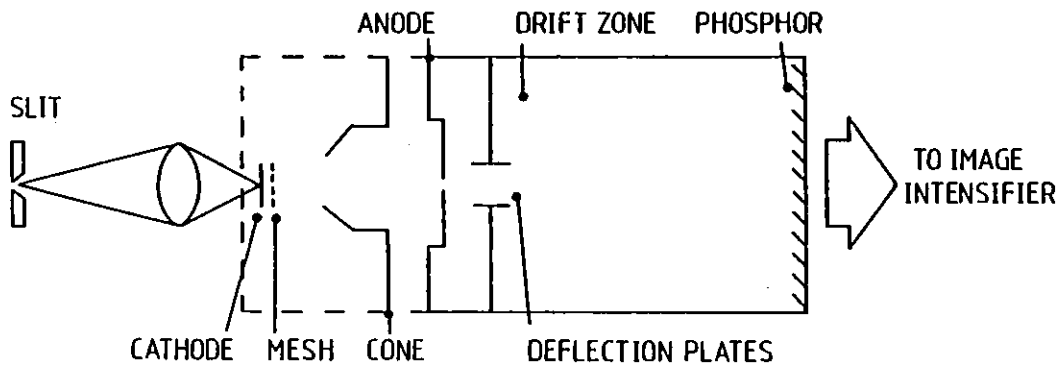 ANODE
DRIFT ZONE
PHOSPHOR
SLIT
TO IMAGE
INTENSIFIER
CATHODE
MESH
CONE
DEFLECTION PLATES